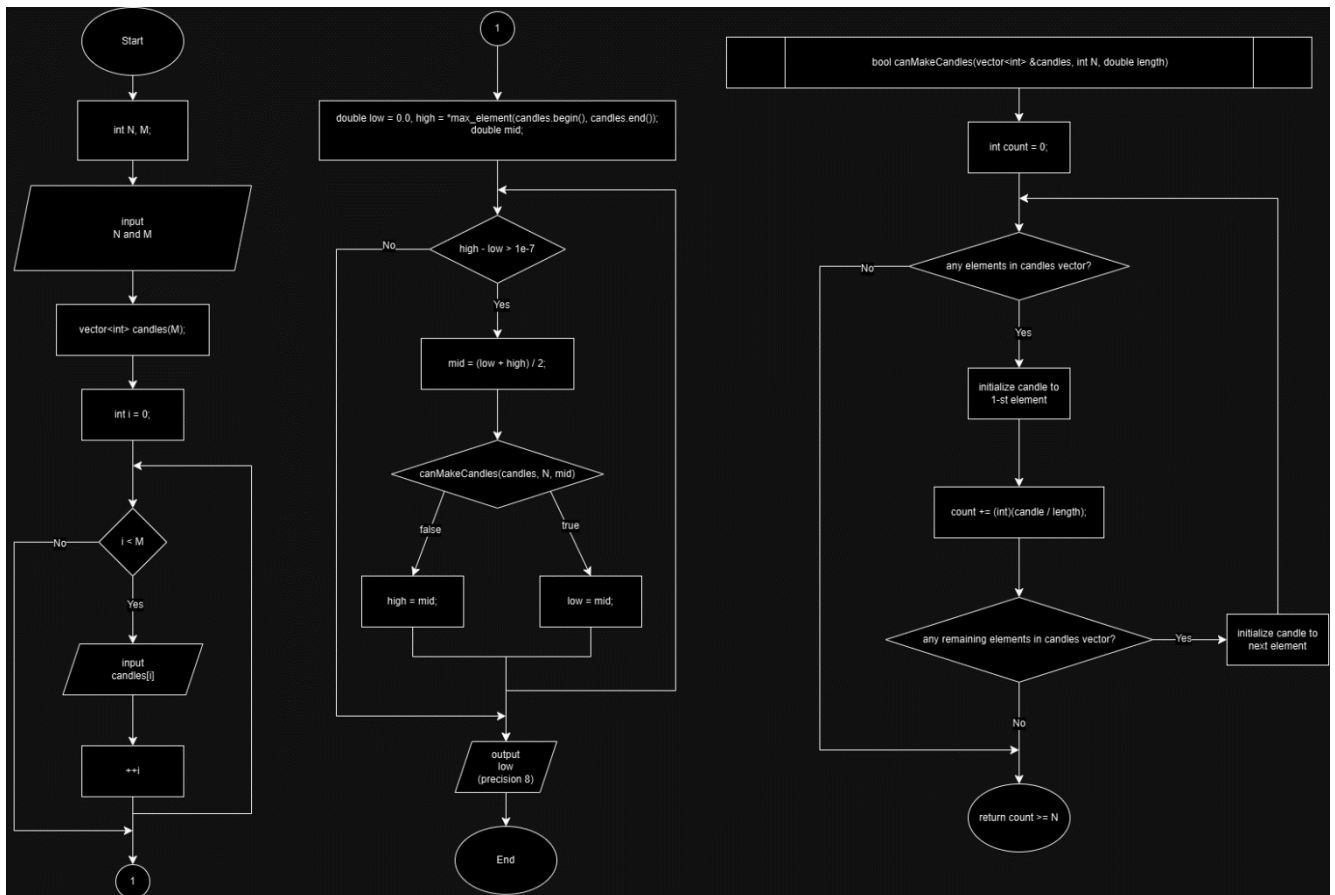 Start
int N, M;
input
N and M
vector<int> candles(M);
int i = 0;
i < M
No
Yes
input
candles[i]
++i
1
1
double low = 0.0, high = *max_element(candles.begin(), candles.end());
double mid;
high - low > 1e-7
No
Yes
mid = (low + high) / 2;
canMakeCandles(candles, N, mid)
false
true
high = mid;
low = mid;
output
low
(precision 8)
End
bool canMakeCandles(vector<int> &candles, int N, double length)
int count = 0;
any elements in candles vector?
No
Yes
initialize candle to
1-st element
count += (int)(candle / length);
any remaining elements in candles vector?
Yes
initialize candle to
next element
No
return count >= N